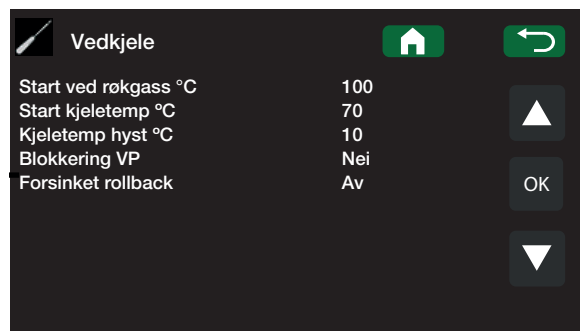 Vedkjele
Start ved røkgass °C 100
Start kjeletemp ºC 70
Kjeletemp hyst ºC 10
Blokkering VP Nei
Forsinket rollback Av
OK